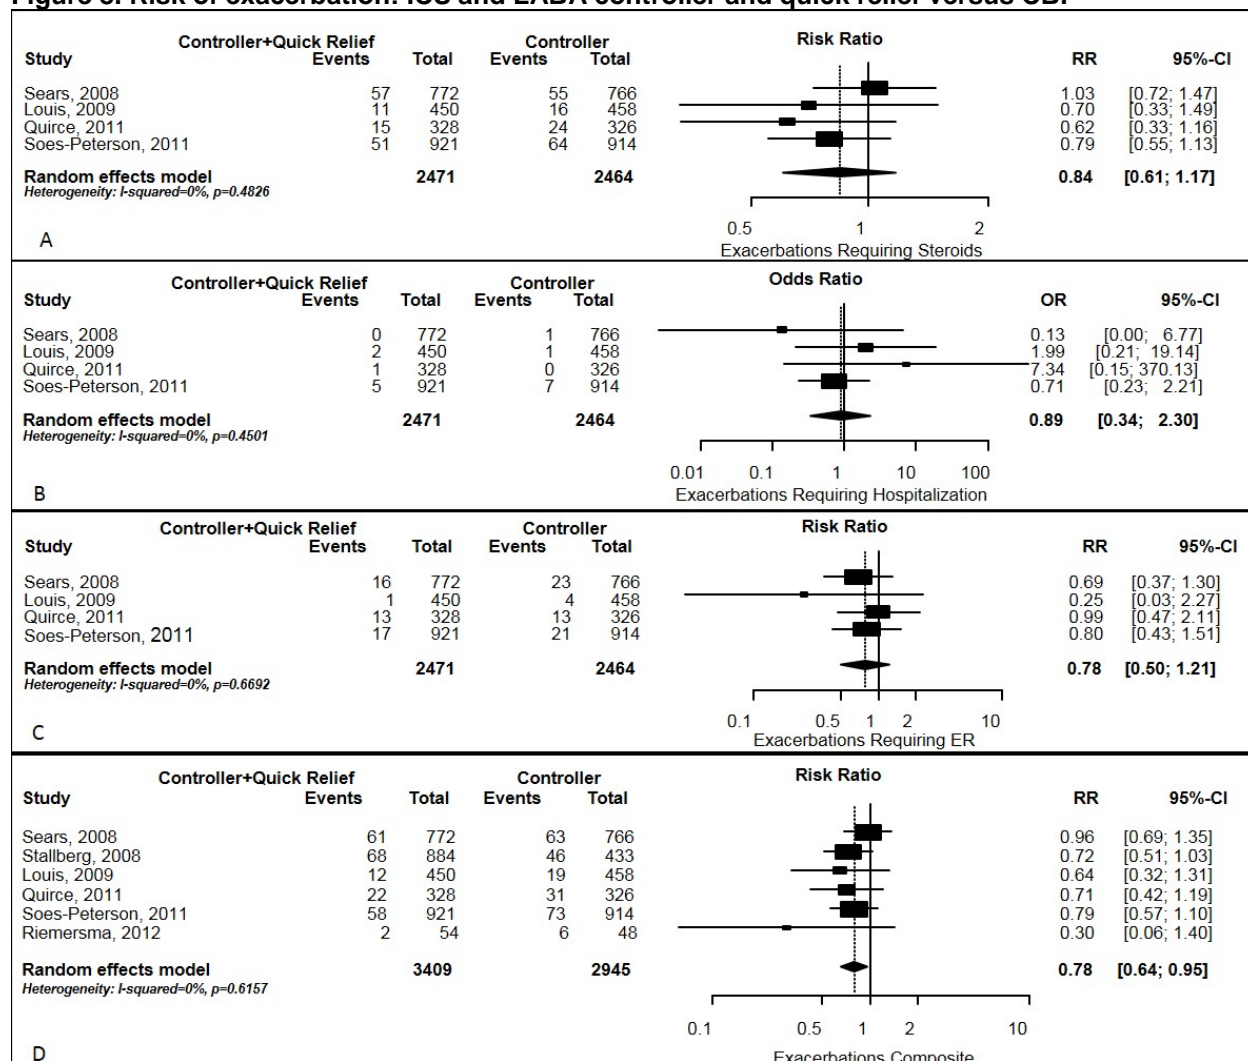 Controller+Quick Relief Controller Risk Ratio
Study Events Total Events Total RR 95%-CI
Sears, 2008 57 772 55 766 1.03 [0.72; 1.47]
Louis, 2009 11 450 16 458 0.70 [0.33; 1.49]
Quirce, 2011 15 328 24 326 0.62 [0.33; 1.16]
Soes-Peterson, 2011 51 921 64 914 0.79 [0.55; 1.13]
Random effects model 2471 2464 0.84 [0.61; 1.17]
Heterogeneity: I-squared=0%, p=0.4826
0.5 1 2
A
Exacerbations Requiring Steroids
Controller+Quick Relief Controller Odds Ratio
Study Events Total Events Total OR 95%-CI
Sears, 2008 0 772 1 766 0.13 [0.00; 6.77]
Louis, 2009 2 450 1 458 1.99 [0.21; 19.14]
Quirce, 2011 1 328 0 326 7.34 [0.15; 370.13]
Soes-Peterson, 2011 5 921 7 914 0.71 [0.23; 2.21]
Random effects model 2471 2464 0.89 [0.34; 2.30]
Heterogeneity: I-squared=0%, p=0.4501
0.01 0.1 1 10 100
B Exacerbations Requiring Hospitalization
Controller+Quick Relief Controller Risk Ratio
Study Events Total Events Total RR 95%-CI
Sears, 2008 16 772 23 766 0.69 [0.37; 1.30]
Louis, 2009 1 450 4 458 0.25 [0.03; 2.27]
Quirce, 2011 13 328 13 326 0.99 [0.47; 2.11]
Soes-Peterson, 2011 17 921 21 914 0.80 [0.43; 1.51]
Random effects model 2471 2464 0.78 [0.50; 1.21]
Heterogeneity: I-squared=0%, p=0.6692
0.1 0.5 1 2 10
C Exacerbations Requiring ER
Controller+Quick Relief Controller Risk Ratio
Study Events Total Events Total RR 95%-CI
Sears, 2008 61 772 63 766 0.96 [0.69; 1.35]
Stallberg, 2008 68 884 46 433 0.72 [0.51; 1.03]
Louis, 2009 12 450 19 458 0.64 [0.32; 1.31]
Quirce, 2011 22 328 31 326 0.71 [0.42; 1.19]
Soes-Peterson, 2011 58 921 73 914 0.79 [0.57; 1.10]
Riemersma, 2012 2 54 6 48 0.30 [0.06; 1.40]
Random effects model 3409 2945 0.78 [0.64; 0.95]
Heterogeneity: I-squared=0%, p=0.6157
0.1 0.5 1 2 10
D Exacerbations Composite